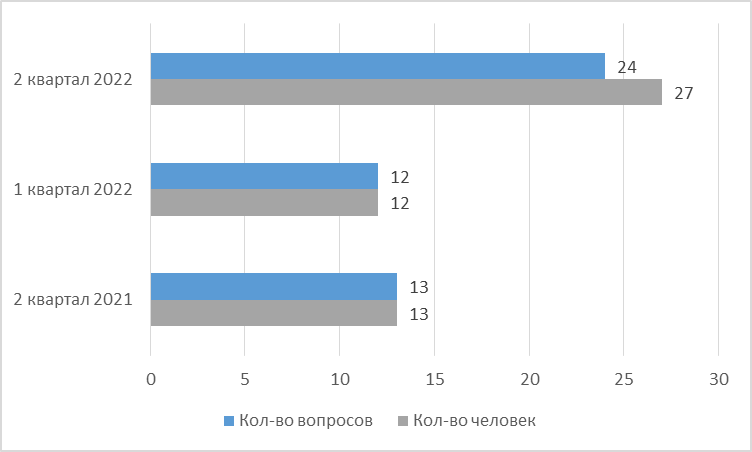 2 квартал 2022
24
27
1 квартал 2022
12
12
2 квартал 2021
13
13
0 5 10 15 20 25 30
Кол-во вопросов Кол-во человек